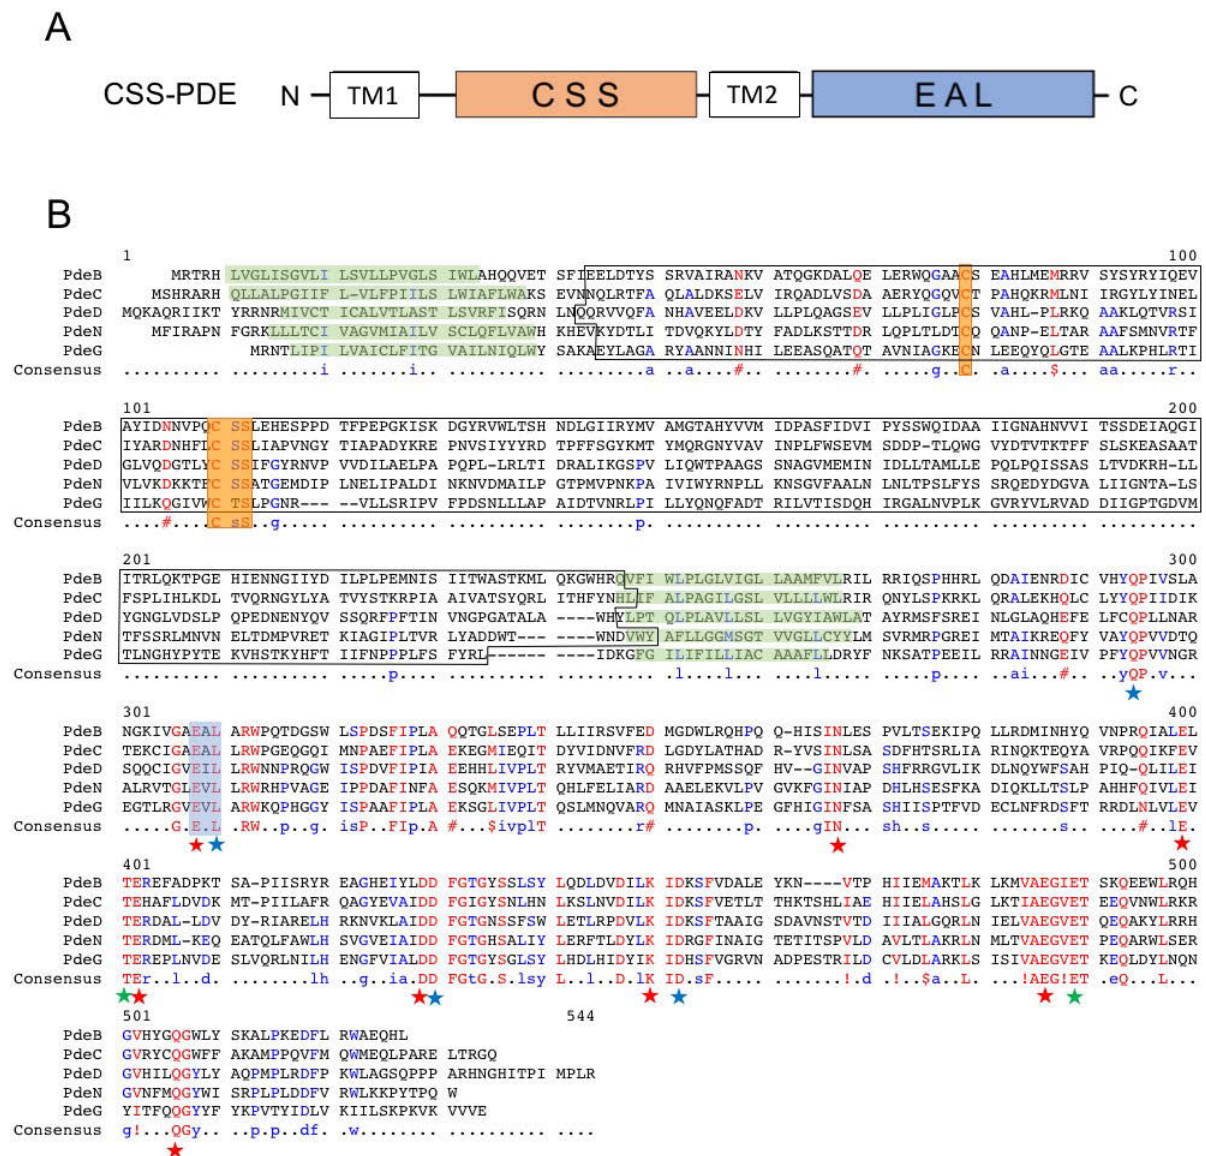 A
CSS-PDE N TM1 C S S TM2 E A L C
B
1 100
PdeB MRTRH LVGLISGVLI LSVLLPVGLS IWLAHQQVET SFIEELDTYS SRVAIRANKV ATQGKDALQE LERWQGAACS EAHLMEMRRV SYSYRYIQEV
PdeC MSHRARH QLLALPGIIF L-VLFPIILS LWIAFLWAKS EVNNQLRTFA QLALDKSELV IRQADLVSDA AERYQGQVCT PAHQKRMLNI IRGYLYINEL
PdeD MQKAQRIIKT YRRNRMIVCT ICALVTLAST LSVRFISQRN LNQQRVVQFA NHAVEELDKV LLPLQAGSEV LLPLIGLPCS VAHL-PLRKQ AAKLQTVRSI
PdeN MFIRAPN FGRKLLLTCI VAGVMIAILV SCLQFLVAWH KHEVKYDTLI TDVQKYLDTY FADLKSTTDR LQPLTLDTCQ QANP-ELTAR AAFSMNVRTF
PdeG MRNTLIPI LVAICLFITG VAILNIQLWY SAKAEYLAGA RYAANNINHI LEEASQATQT AVNIAGKECN LEEQYQLGTE AALKPHLRTI
Consensus .......... .......... i........i .......... ..........a ...a....#. .......#.. .....g..C. ..a....$.. .aa.....r..
101 200
PdeB AYIDNNVPQC SSLEHESPPD TFPEPGKISK DGYRVWLTSH NDLGIIRYMV AMGTAHYVVM IDPASFIDVI PYSSWQIDAA IIGNAHNVVI TSSDEIAQGI
PdeC IYARDNHFLC SSLIAPVNGY TIAPADYKRE PNVSIYYYRD TPFFSGYKMT YMQRGNYVAV INPLFWSEVM SDDP-TLQWG VYDTVTKTFF SLSKEASAAT
PdeD GLVQDGTLYC SSIFGYRNVP VVDILAELPA PQPL-LRLTI DRALIKGSPV LIQWTPAAGS SNAGVMEMIN IDLLTAMLLE PQLPQISSAS LTVDKRH-LL
PdeN VLVKDKKTFC SSATGEMDIP LNELIPALDI NKNVDMAILP GTPMVPNKPA IVIWYRNPLL KNSGVFAALN LNLTPSLFYS SRQEDYDGVA LIIGNTA-LS
PdeG IILKQGIVWC TSLPGNR--- -VLLSRIPVF PDSNLLLAPA IDTVNRLPI LLYQNQFADT RILVTISDQH IRGALNVPLK GVRYVLRVAD DIIGPTGDVM
Consensus ....#....C sS..g..... .......... .......... ........p. .......... .......... .......... .......... ..........
201 300
PdeB ITRLQKTPGE HIENNGIIYD ILPLPEMNIS IITWASTKML QKGWHRQVFI WLPLGLVIGL LAAMFVLRIL RRIQSPHHRL QDAIENRDIC VHYQPIVSLA
PdeC FSPLIHLKDL TVQRNGYLYA TVYSTKRPIA AIVATSYQRL ITHFYNHLIF ALPAGILGSL VLLLLWLRIR QNYLSPKRKL QRALEKHQLC LYYQPIIDIK
PdeD YGNGLVDSLP QPEDNENYQV SSQRFPFTIN VNGPGATALA ----WHYLPT QLPLAVLLSL LVGYIAWLAT AYRMSFSREI NLGLAQHEFE LFCQPLLNAR
PdeN TFSSRLMNVN ELTDMPVRET KIAGIPLTVR LYADDWT--- ----WNDVWY AFLLGGMSGT VVGLLCYYLM SVRMRPGREI MTAIKREQFY VAYQPVVDTQ
PdeG TLNGHYPYTE KVHSTKYHFT IIFNPPPLSF FYRL------ ----IDKGFG ILIFILLIAC AAAFLLDRYF NKSATPEEIL RRAINNGEIV PFYQPVVNGR
Consensus .......... .......... .....p.... .......... .......... .l....l... .....l.... .....p.... ..ai...#.. ..yQP.v...
301 400
PdeB NGKIVGAEAL ARWPQTDGSW LSPDSFIPLA QQTGLSEPLT LLIIRSVFED MGDWLRQHPQ Q-HISINLES PVLTSEKIPQ LLRDMINHYQ VNPRQIALEL
PdeC TEKCIGAEAL LRWPGEQGQI MNPAEFIPLA EKEGMIEQIT DYVIDNVFRD LGDYLATHAD R-YVSINLSA SDFHTSRLIA RINQKTEQYA VRPQQIKFEV
PdeD SQQCIGVEIL LRWNNPRQGW ISPDVFIPIA EEHHLIVPLT RYVMAETIRQ RHVFPMSSQF HV--GINVAP SHFRRGVLIK DLNQYWFSAH PIQ-QLILEI
PdeN ALRVTGLEVL LRWRHPVAGE IPPDAFINFA ESQKMIVPLT QHLFELIARD AAELEKVLPV GVKFGINIAP DHLHSESFKA DIQKLLTSLP AHHFQIVLEI
PdeG EGTLRGVEVL LRWKQPHGGY ISPAAFIPLA EKSGLIVPLT QSLMNQVARQ MNAIASKLPE GFHIGINFSA SHIISPTFVD ECLNFRDSFT RRDLNLVLEV
Consensus .....G.E.L .RW..p..g. isP..FIp.A #...$ivplT ........r# ........p. ....gIN... sh..s..... .......... .....#..lE.
401 500
PdeB TEREFADPKT SA-PIISRYR EAGHEIYLDD FGTGYSSLSY LQDLDVDILK IDKSFVDALE YKN----VTP HIIEMAKTLK LKMVAEGIET SKQEEWLRQH
PdeC TEHAFLDVDK MT-PIILAFR QAGYEVAIDD FGIGYSNLHN LKSLNVDILK IDKSFVETLT THKTSHLIAE HIIELAHSLG LKTIAEGVET EEQVNWLKKR
PdeD TERDAL-LDV DY-RIARELH RKNVKLAIDD FGTGNSSFSW LETLRPDVLK IDKSFTAAIG SDAVNSTVTD IIIALGQRLN IELVAEGVET EEQAKYLRRH
PdeN TERDML-KEQ EATQLFAWLH SVGVEIAIDD FGTGHSALIY LERFTLDYLK IDRGFINAIG TETITSPVLD AVLTLAKRLN MLTVAEGVET PEQARWLSER
PdeG TEREPLNVDE SLVQRLNILH ENGFVIALDD FGTGYSGLSY LHDLHIDYIK IDHSFVGRVN ADPESTRILD CVLDLARKLS ISIVAEGVET KEQLDYLNQN
Consensus TEr..l..d. ........lh ..g...iaDD FGtG.S.lsy L..l..D.lK ID.sF..... .......!.d ..!.$a..L. ...!AEG!ET .eQ...L...
501 544
PdeB GVHYGQGWLY SKALPKEDFL RWAEQHL
PdeC GVRYCQGWFF AKAMPPQVFM QWMEQLPARE LTRGQ
PdeD GVHILQGYLY AQPMPLRDFP KWLAGSQPPP ARHNGHITPI MPLR
PdeN GVNFMQGYWI SRPLPLDDFV RWLKKPYTPQ W
PdeG YITFQQGYYF YKPVTYIDLV KIILSKPKVK VVVE
Consensus g!...QGy.. ..p.p..df. .w........ .......... ....